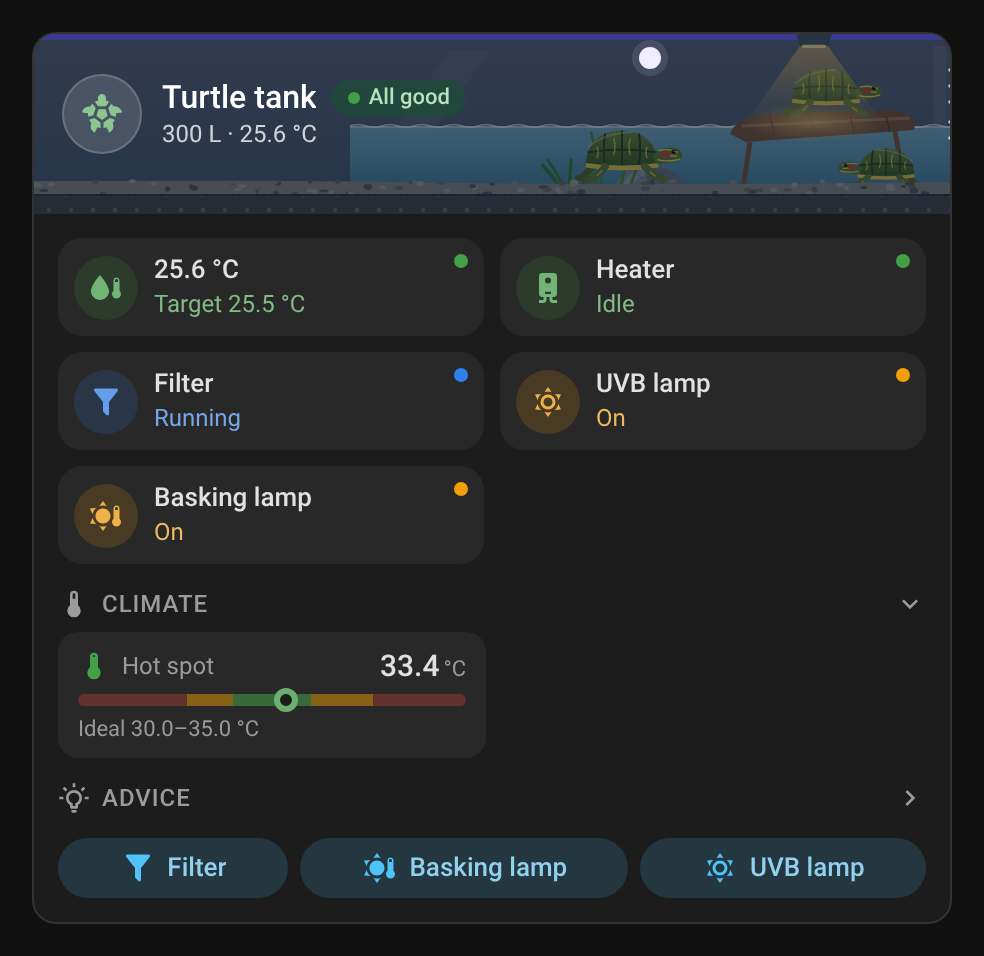 Turtle tank
All good
300 L · 25.6 °C
25.6 °C
Target 25.5 °C
Heater
Idle
Filter
Running
UVB lamp
On
Basking lamp
On
CLIMATE
Hot spot
33.4 °C
Ideal 30.0–35.0 °C
ADVICE
Filter
Basking lamp
UVB lamp